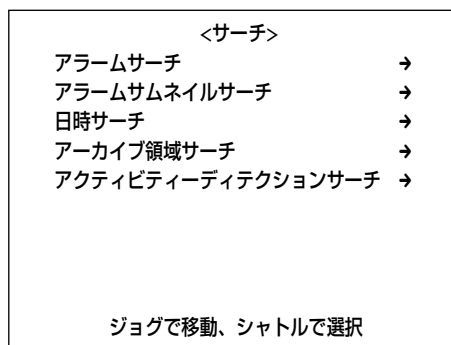 <サーチ>
アラームサーチ →
アラームサムネイルサーチ →
日時サーチ →
アーカイブ領域サーチ →
アクティビティーディテクションサーチ →
ジョグで移動、シャトルで選択